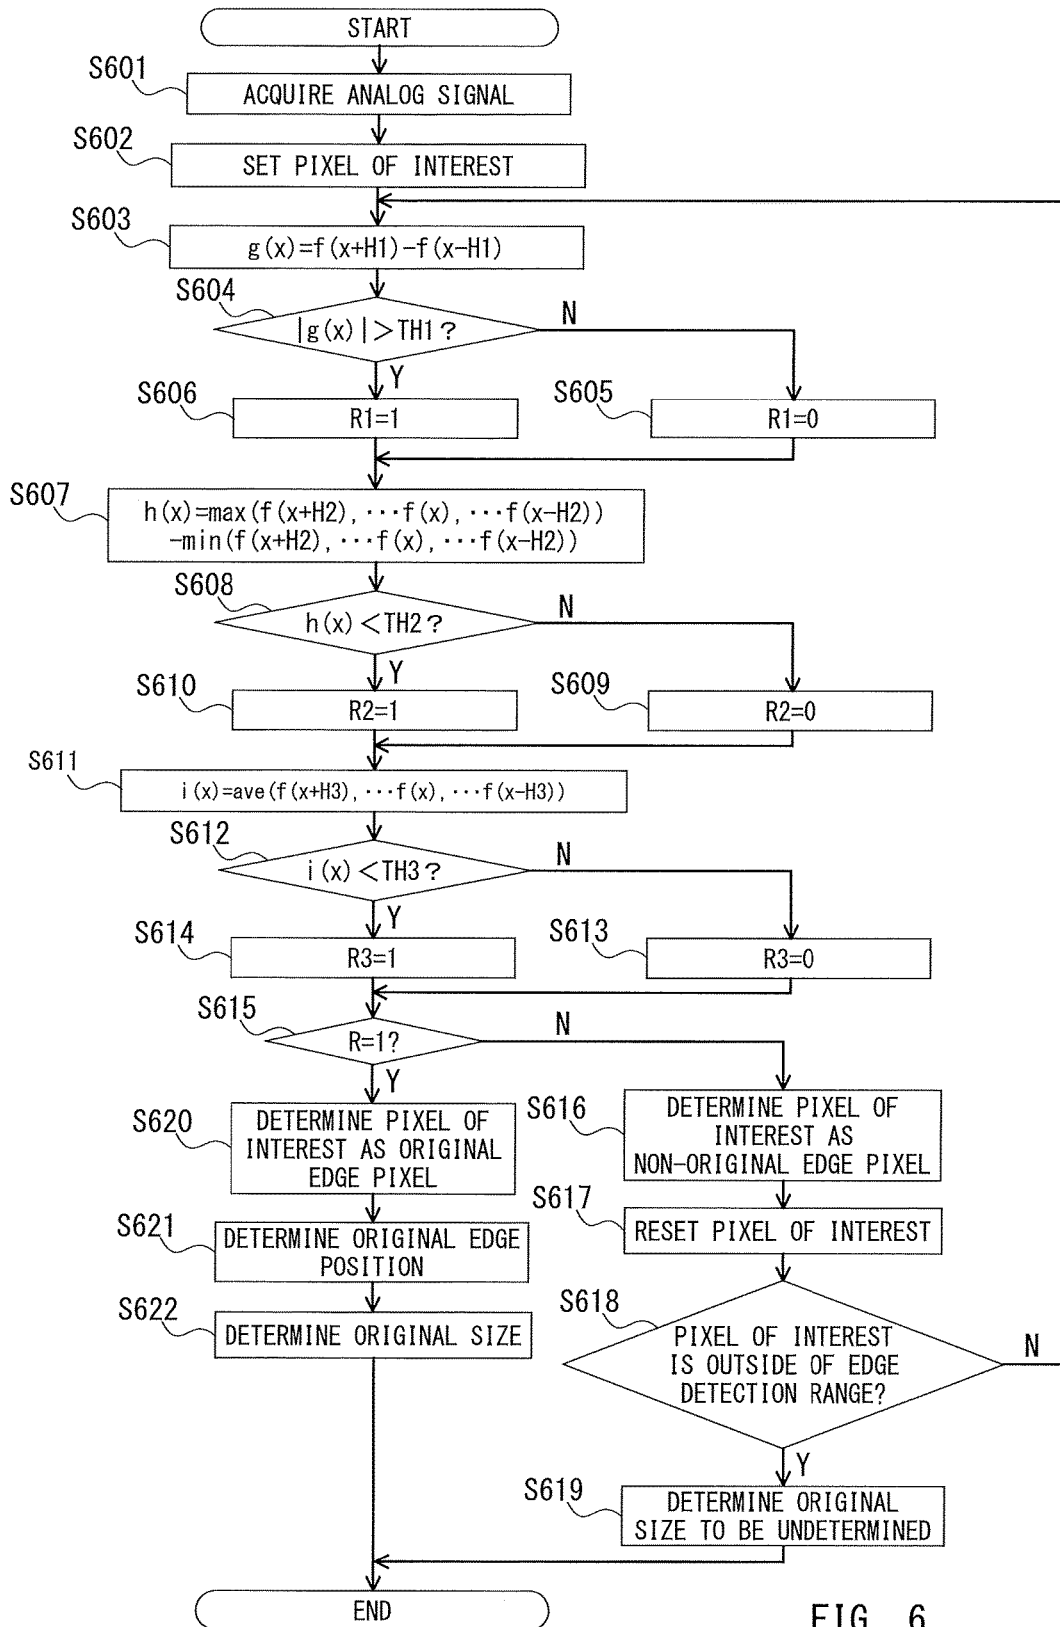 START
S601
ACQUIRE ANALOG SIGNAL
S602
SET PIXEL OF INTEREST
S603
g(x)=f(x+H1)-f(x-H1)
S604
|g(x)|>TH1?
N
Y
S606
R1=1
S605
R1=0
S607
h(x)=max(f(x+H2),···f(x),···f(x-H2))
-min(f(x+H2),···f(x),···f(x-H2))
S608
h(x)<TH2?
N
Y
S610
R2=1
S609
R2=0
S611
i(x)=ave(f(x+H3),···f(x),···f(x-H3))
S612
i(x)<TH3?
N
Y
S614
R3=1
S613
R3=0
S615
R=1?
N
Y
S620
DETERMINE PIXEL OF
INTEREST AS ORIGINAL
EDGE PIXEL
S616
DETERMINE PIXEL OF
INTEREST AS
NON-ORIGINAL EDGE PIXEL
S621
DETERMINE ORIGINAL EDGE
POSITION
S617
RESET PIXEL OF INTEREST
S622
DETERMINE ORIGINAL SIZE
S618
PIXEL OF INTEREST
IS OUTSIDE OF EDGE
DETECTION RANGE?
N
Y
S619
DETERMINE ORIGINAL
SIZE TO BE UNDETERMINED
END
FIG. 6